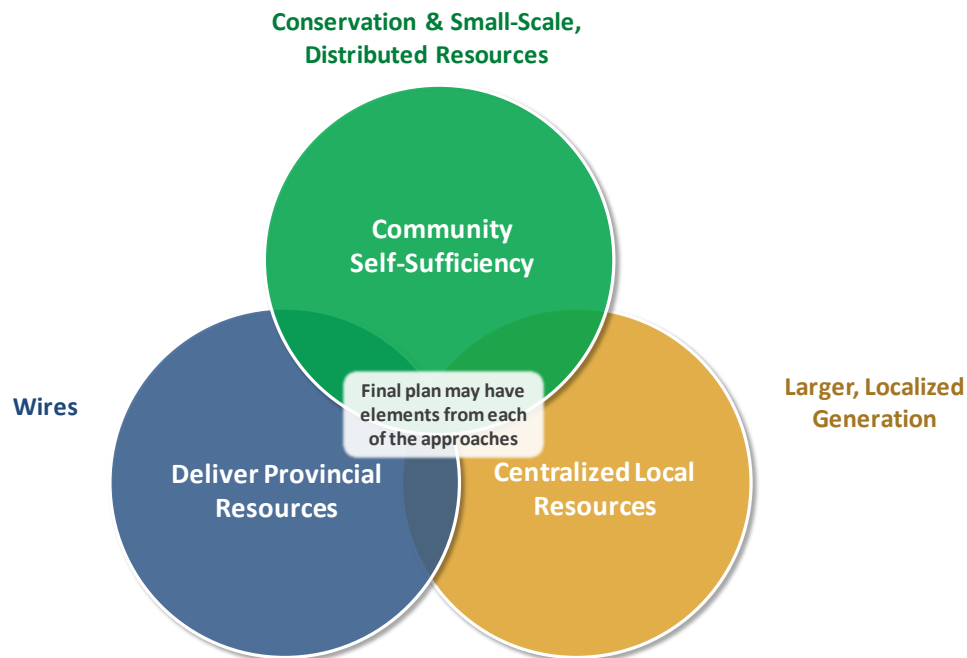 Conservation & Small-Scale,
Distributed Resources
Community
Self-Sufficiency
Final plan may have
elements from each
of the approaches
Wires
Larger, Localized
Generation
Deliver Provincial
Resources
Centralized Local
Resources